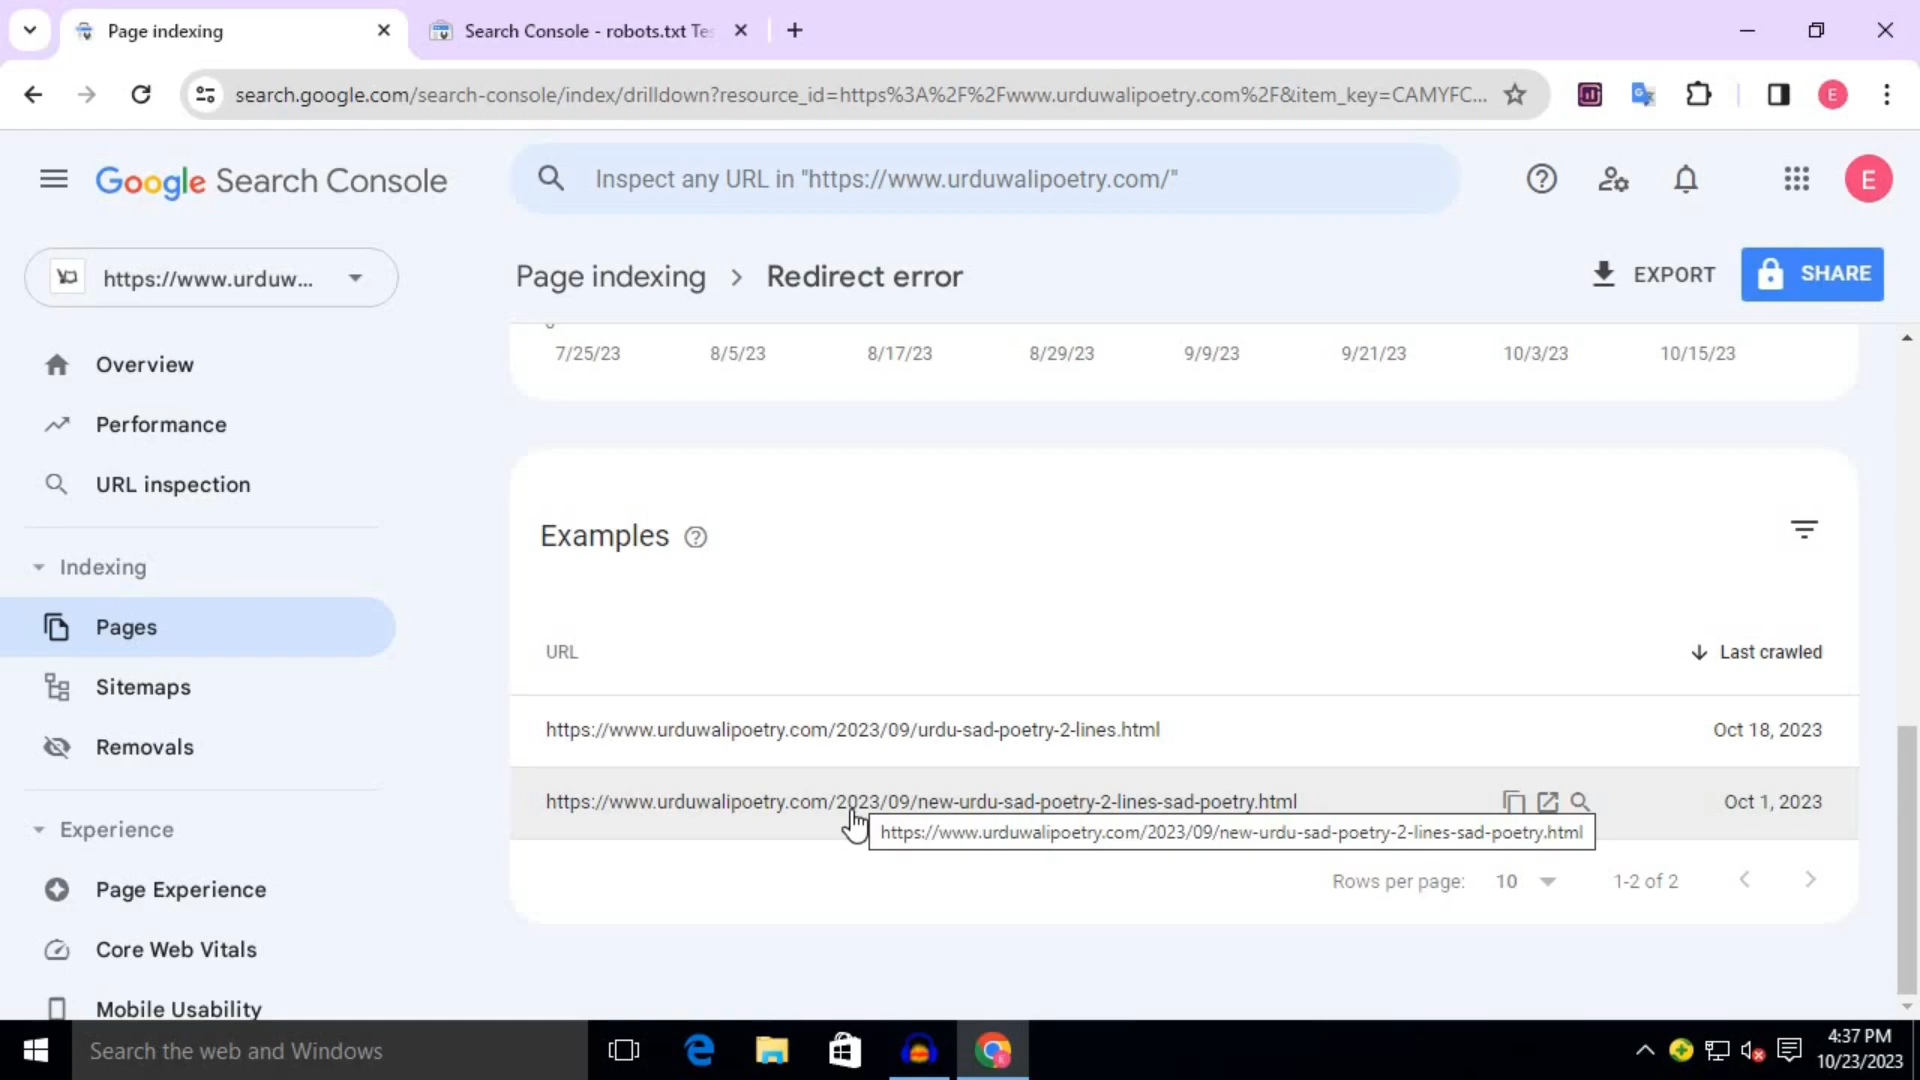 Page indexing
Search Console - robots.txt Tes
search.google.com/search-console/index/drilldown?resource_id=https%3A%2F%2Fwww.urduwalipoetry.com%2F&item_key=CAMYFC...
E
Google Search Console
Inspect any URL in "https://www.urduwalipoetry.com/"
E
https://www.urduw...
Page indexing > Redirect error
EXPORT
SHARE
Overview
Performance
URL inspection
Indexing
Pages
Sitemaps
Removals
Experience
Page Experience
Core Web Vitals
Mobile Usability
7/25/23 8/5/23 8/17/23 8/29/23 9/9/23 9/21/23 10/3/23 10/15/23
Examples
URL Last crawled
https://www.urduwalipoetry.com/2023/09/urdu-sad-poetry-2-lines.html Oct 18, 2023
https://www.urduwalipoetry.com/2023/09/new-urdu-sad-poetry-2-lines-sad-poetry.html Oct 1, 2023
https://www.urduwalipoetry.com/2023/09/new-urdu-sad-poetry-2-lines-sad-poetry.html
Rows per page: 10 1-2 of 2
Search the web and Windows
4:37 PM
10/23/2023